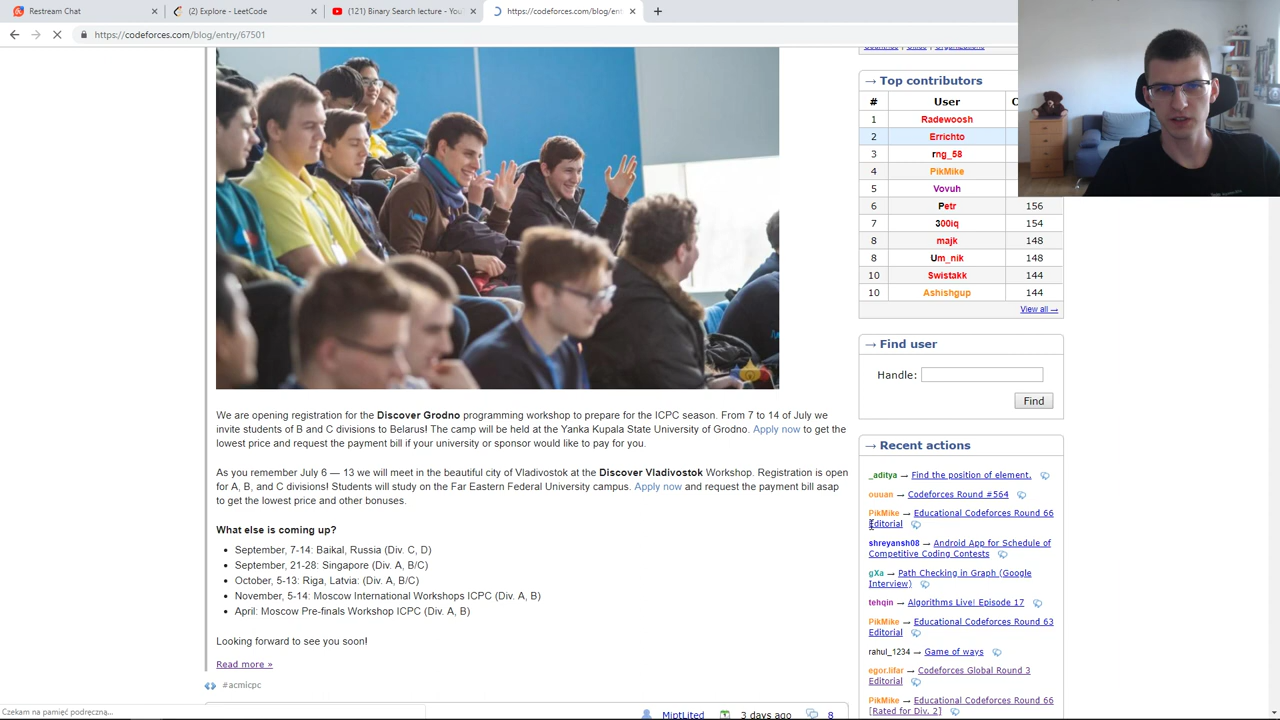 Restream Chat
(2) Explore - LeetCode
(121) Binary Search lecture - You
https://codeforces.com/blog/en
https://codeforces.com/blog/entry/67501
We are opening registration for the Discover Grodno programming workshop to prepare for the ICPC season. From 7 to 14 of July we
invite students of B and C divisions to Belarus! The camp will be held at the Yanka Kupala State University of Grodno. Apply now to get the
lowest price and request the payment bill if your university or sponsor would like to pay for you.
As you remember July 6 — 13 we will meet in the beautiful city of Vladivostok at the Discover Vladivostok Workshop. Registration is open
for A, B, and C divisions! Students will study on the Far Eastern Federal University campus. Apply now and request the payment bill asap
to get the lowest price and other bonuses.
What else is coming up?
• September, 7-14: Baikal, Russia (Div. C, D)
• September, 21-28: Singapore (Div. A, B/C)
• October, 5-13: Riga, Latvia: (Div. A, B/C)
• November, 5-14: Moscow International Workshops ICPC (Div. A, B)
• April: Moscow Pre-finals Workshop ICPC (Div. A, B)
Looking forward to see you soon!
Read more »
#acmicpc
MiptLited 3 days ago 8
Czekam na pamięć podręczną...
→ Top contributors
# User C
1 Radewoosh
2 Errichto
3 rng_58
4 PikMike
5 Vovuh
6 Petr 156
7 300iq 154
8 majk 148
8 Um_nik 148
10 Swistakk 144
10 Ashishgup 144
View all →
→ Find user
Handle:
Find
→ Recent actions
_aditya → Find the position of element.
ouuan → Codeforces Round #564
PikMike → Educational Codeforces Round 66
Editorial
shreyansh08 → Android App for Schedule of
Competitive Coding Contests
gXa → Path Checking in Graph (Google
Interview)
tehqin → Algorithms Live! Episode 17
PikMike → Educational Codeforces Round 63
Editorial
rahul_1234 → Game of ways
egor.lifar → Codeforces Global Round 3
Editorial
PikMike → Educational Codeforces Round 66
[Rated for Div. 2]